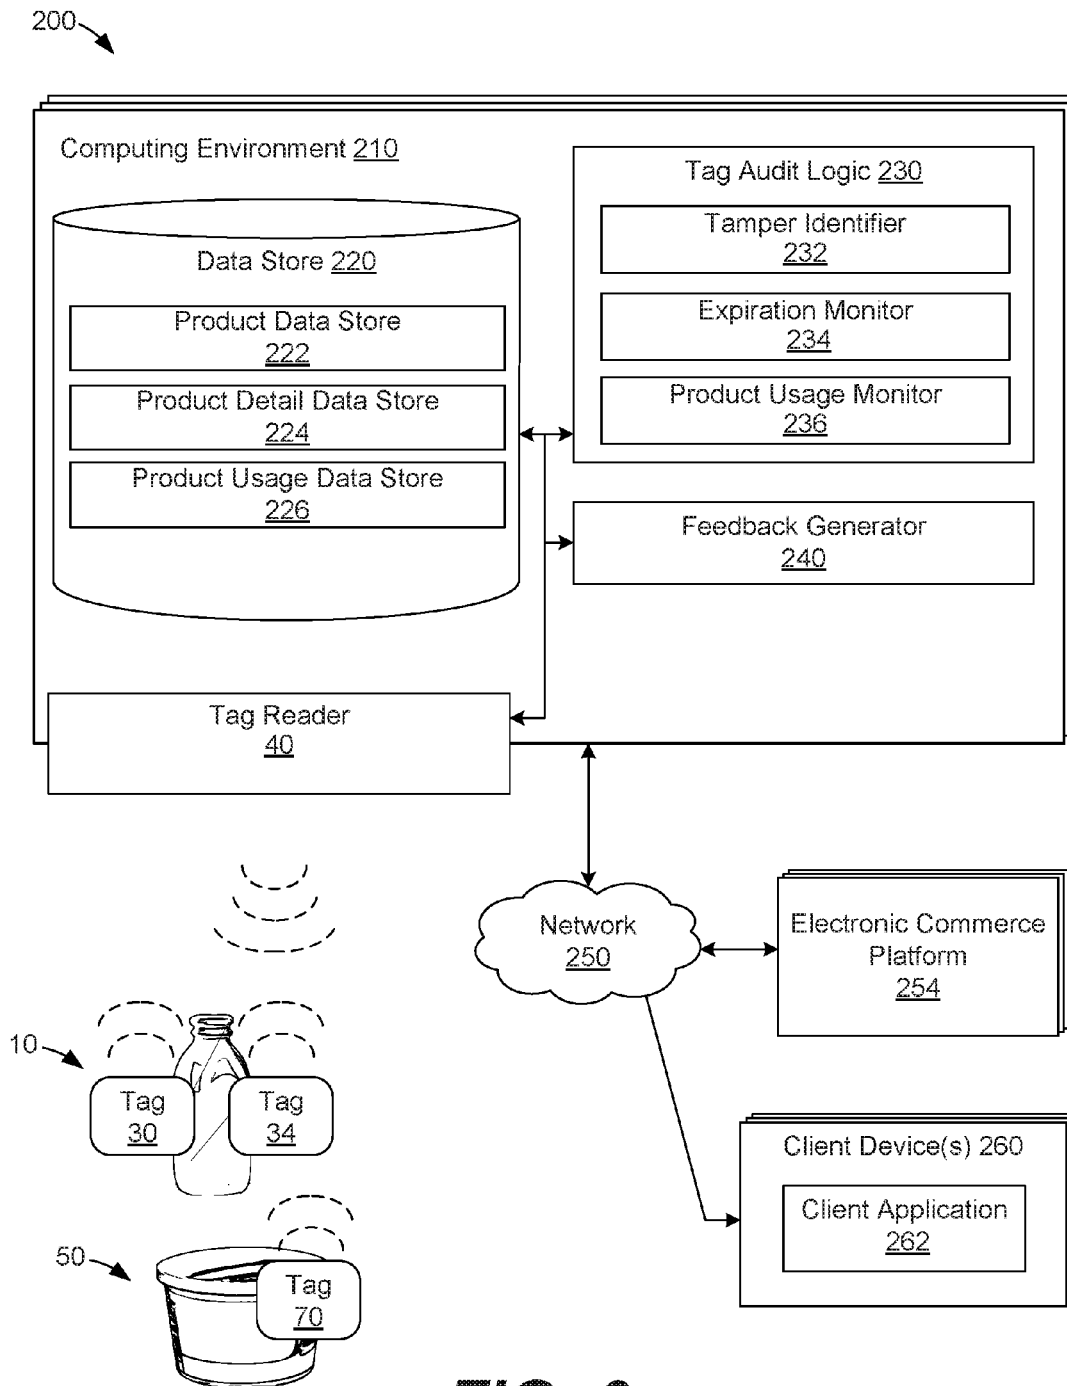 200
Computing Environment 210
Data Store 220
Product Data Store
222
Product Detail Data Store
224
Product Usage Data Store
226
Tag Audit Logic 230
Tamper Identifier
232
Expiration Monitor
234
Product Usage Monitor
236
Feedback Generator
240
Tag Reader
40
Network
250
Electronic Commerce
Platform
254
10
Tag
30
Tag
34
Client Device(s) 260
Client Application
262
50
Tag
70